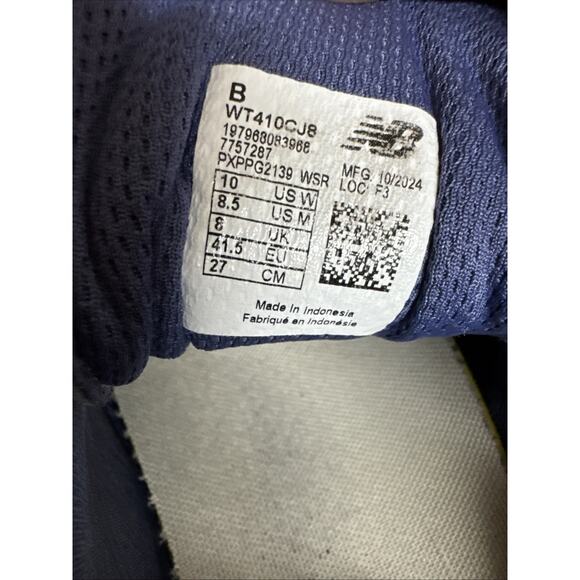 B
WT410CJ8
197968083966
7757287
PXPPG2139 WSR
MFG: 10/2024
LOC: F3
10 US W
8.5 US M
8 UK
41.5 EU
27 CM
Made in Indonesia
Fabriqué en Indonésie